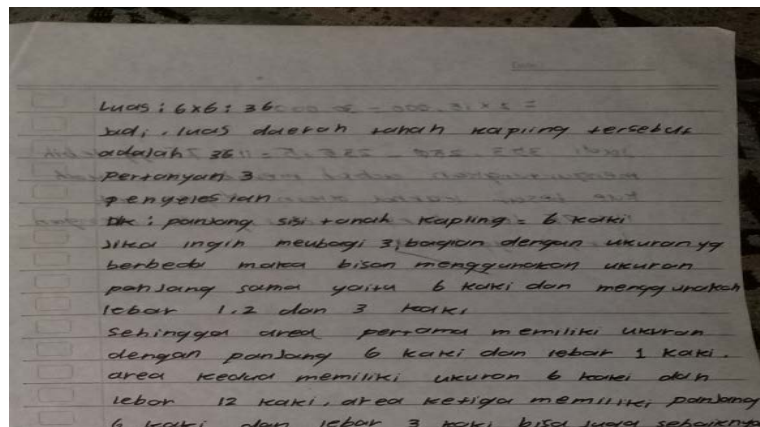 Luas : 6x6 : 36
Jadi, luas daerah tanah kapling tersebut
adalah 36
Pertanyan 3
Penyelesian
Dik : panjang sisi tanah kapling = 6 kaki
Jika ingin meubagi 3 bagian dengan ukuran yg
berbeda maka bisan menggunakan ukuran
panjang sama yaitu 6 kaki dan menggunakan
lebar 1.2 dan 3 kaki
Sehingga area pertama memiliki ukuran
dengan panjang 6 kaki dan lebar 1 kaki.
area kedua memiliki ukuran 6 kaki dan
lebar 12 kaki, area ketiga memiliki panjang
6 kaki dan lebar 3 kaki bisa juga sebaiknya